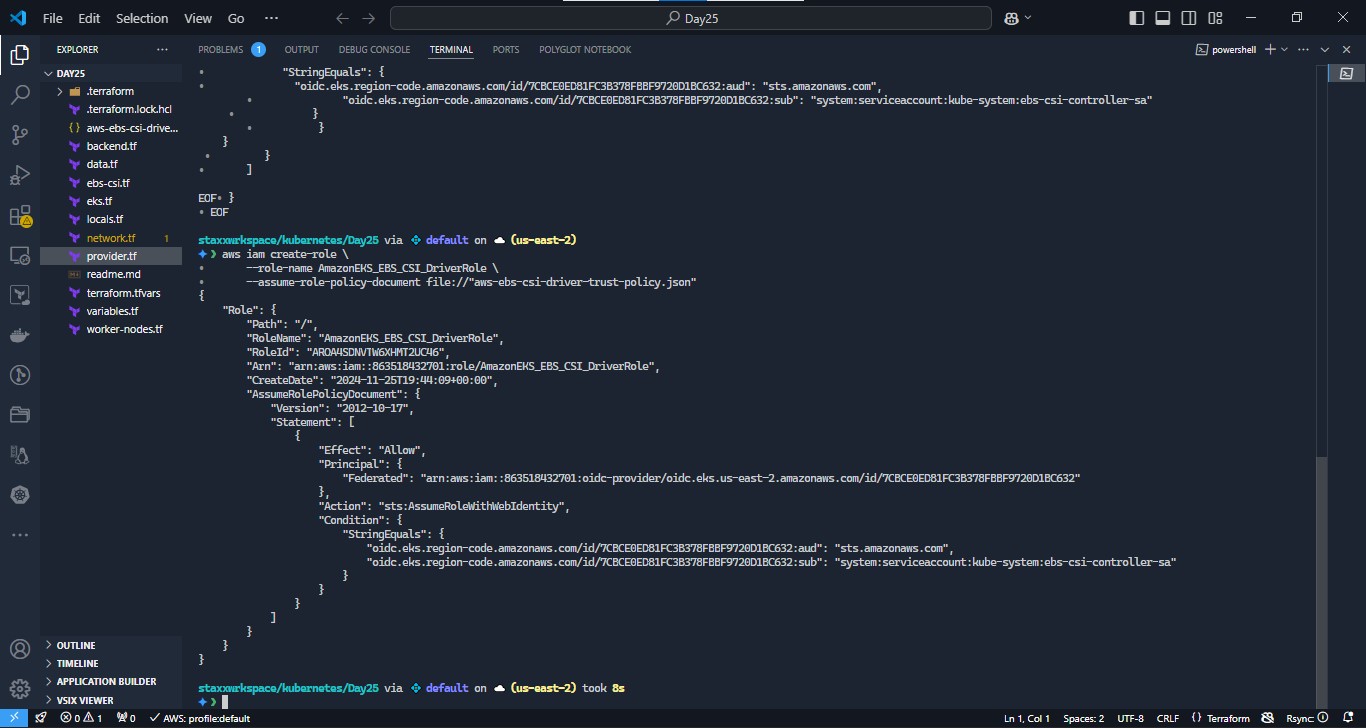 File Edit Selection View Go ··· Day25
EXPLORER ···
PROBLEMS 1 OUTPUT DEBUG CONSOLE TERMINAL PORTS POLYGLOT NOTEBOOK powershell
DAY25
.terraform
.terraform.lock.hcl
aws-ebs-csi-drive...
backend.tf
data.tf
ebs-csi.tf
eks.tf
locals.tf
network.tf 1
provider.tf
readme.md
terraform.tfvars
variables.tf
worker-nodes.tf
OUTLINE
TIMELINE
APPLICATION BUILDER
VSIX VIEWER
"StringEquals": {
"oidc.eks.region-code.amazonaws.com/id/7CBCE0ED81FC3B378FBBF9720D1BC632:aud": "sts.amazonaws.com",
"oidc.eks.region-code.amazonaws.com/id/7CBCE0ED81FC3B378FBBF9720D1BC632:sub": "system:serviceaccount:kube-system:ebs-csi-controller-sa"
}
}
}
}
]
EOF· }
· EOF
staxxwrkspace/kubernetes/Day25 via default on (us-east-2)
❯ aws iam create-role \
--role-name AmazonEKS_EBS_CSI_DriverRole \
--assume-role-policy-document file://"aws-ebs-csi-driver-trust-policy.json"
{
"Role": {
"Path": "/",
"RoleName": "AmazonEKS_EBS_CSI_DriverRole",
"RoleId": "AROA4SDNVTW6XHMT2UC46",
"Arn": "arn:aws:iam::863518432701:role/AmazonEKS_EBS_CSI_DriverRole",
"CreateDate": "2024-11-25T19:44:09+00:00",
"AssumeRolePolicyDocument": {
"Version": "2012-10-17",
"Statement": [
{
"Effect": "Allow",
"Principal": {
"Federated": "arn:aws:iam::863518432701:oidc-provider/oidc.eks.us-east-2.amazonaws.com/id/7CBCE0ED81FC3B378FBBF9720D1BC632"
},
"Action": "sts:AssumeRoleWithWebIdentity",
"Condition": {
"StringEquals": {
"oidc.eks.region-code.amazonaws.com/id/7CBCE0ED81FC3B378FBBF9720D1BC632:aud": "sts.amazonaws.com",
"oidc.eks.region-code.amazonaws.com/id/7CBCE0ED81FC3B378FBBF9720D1BC632:sub": "system:serviceaccount:kube-system:ebs-csi-controller-sa"
}
}
}
]
}
}
}
staxxwrkspace/kubernetes/Day25 via default on (us-east-2) took 8s
❯
0 1 0 AWS: profile:default Ln 1, Col 1 Spaces: 2 UTF-8 CRLF {} Terraform Rsync: